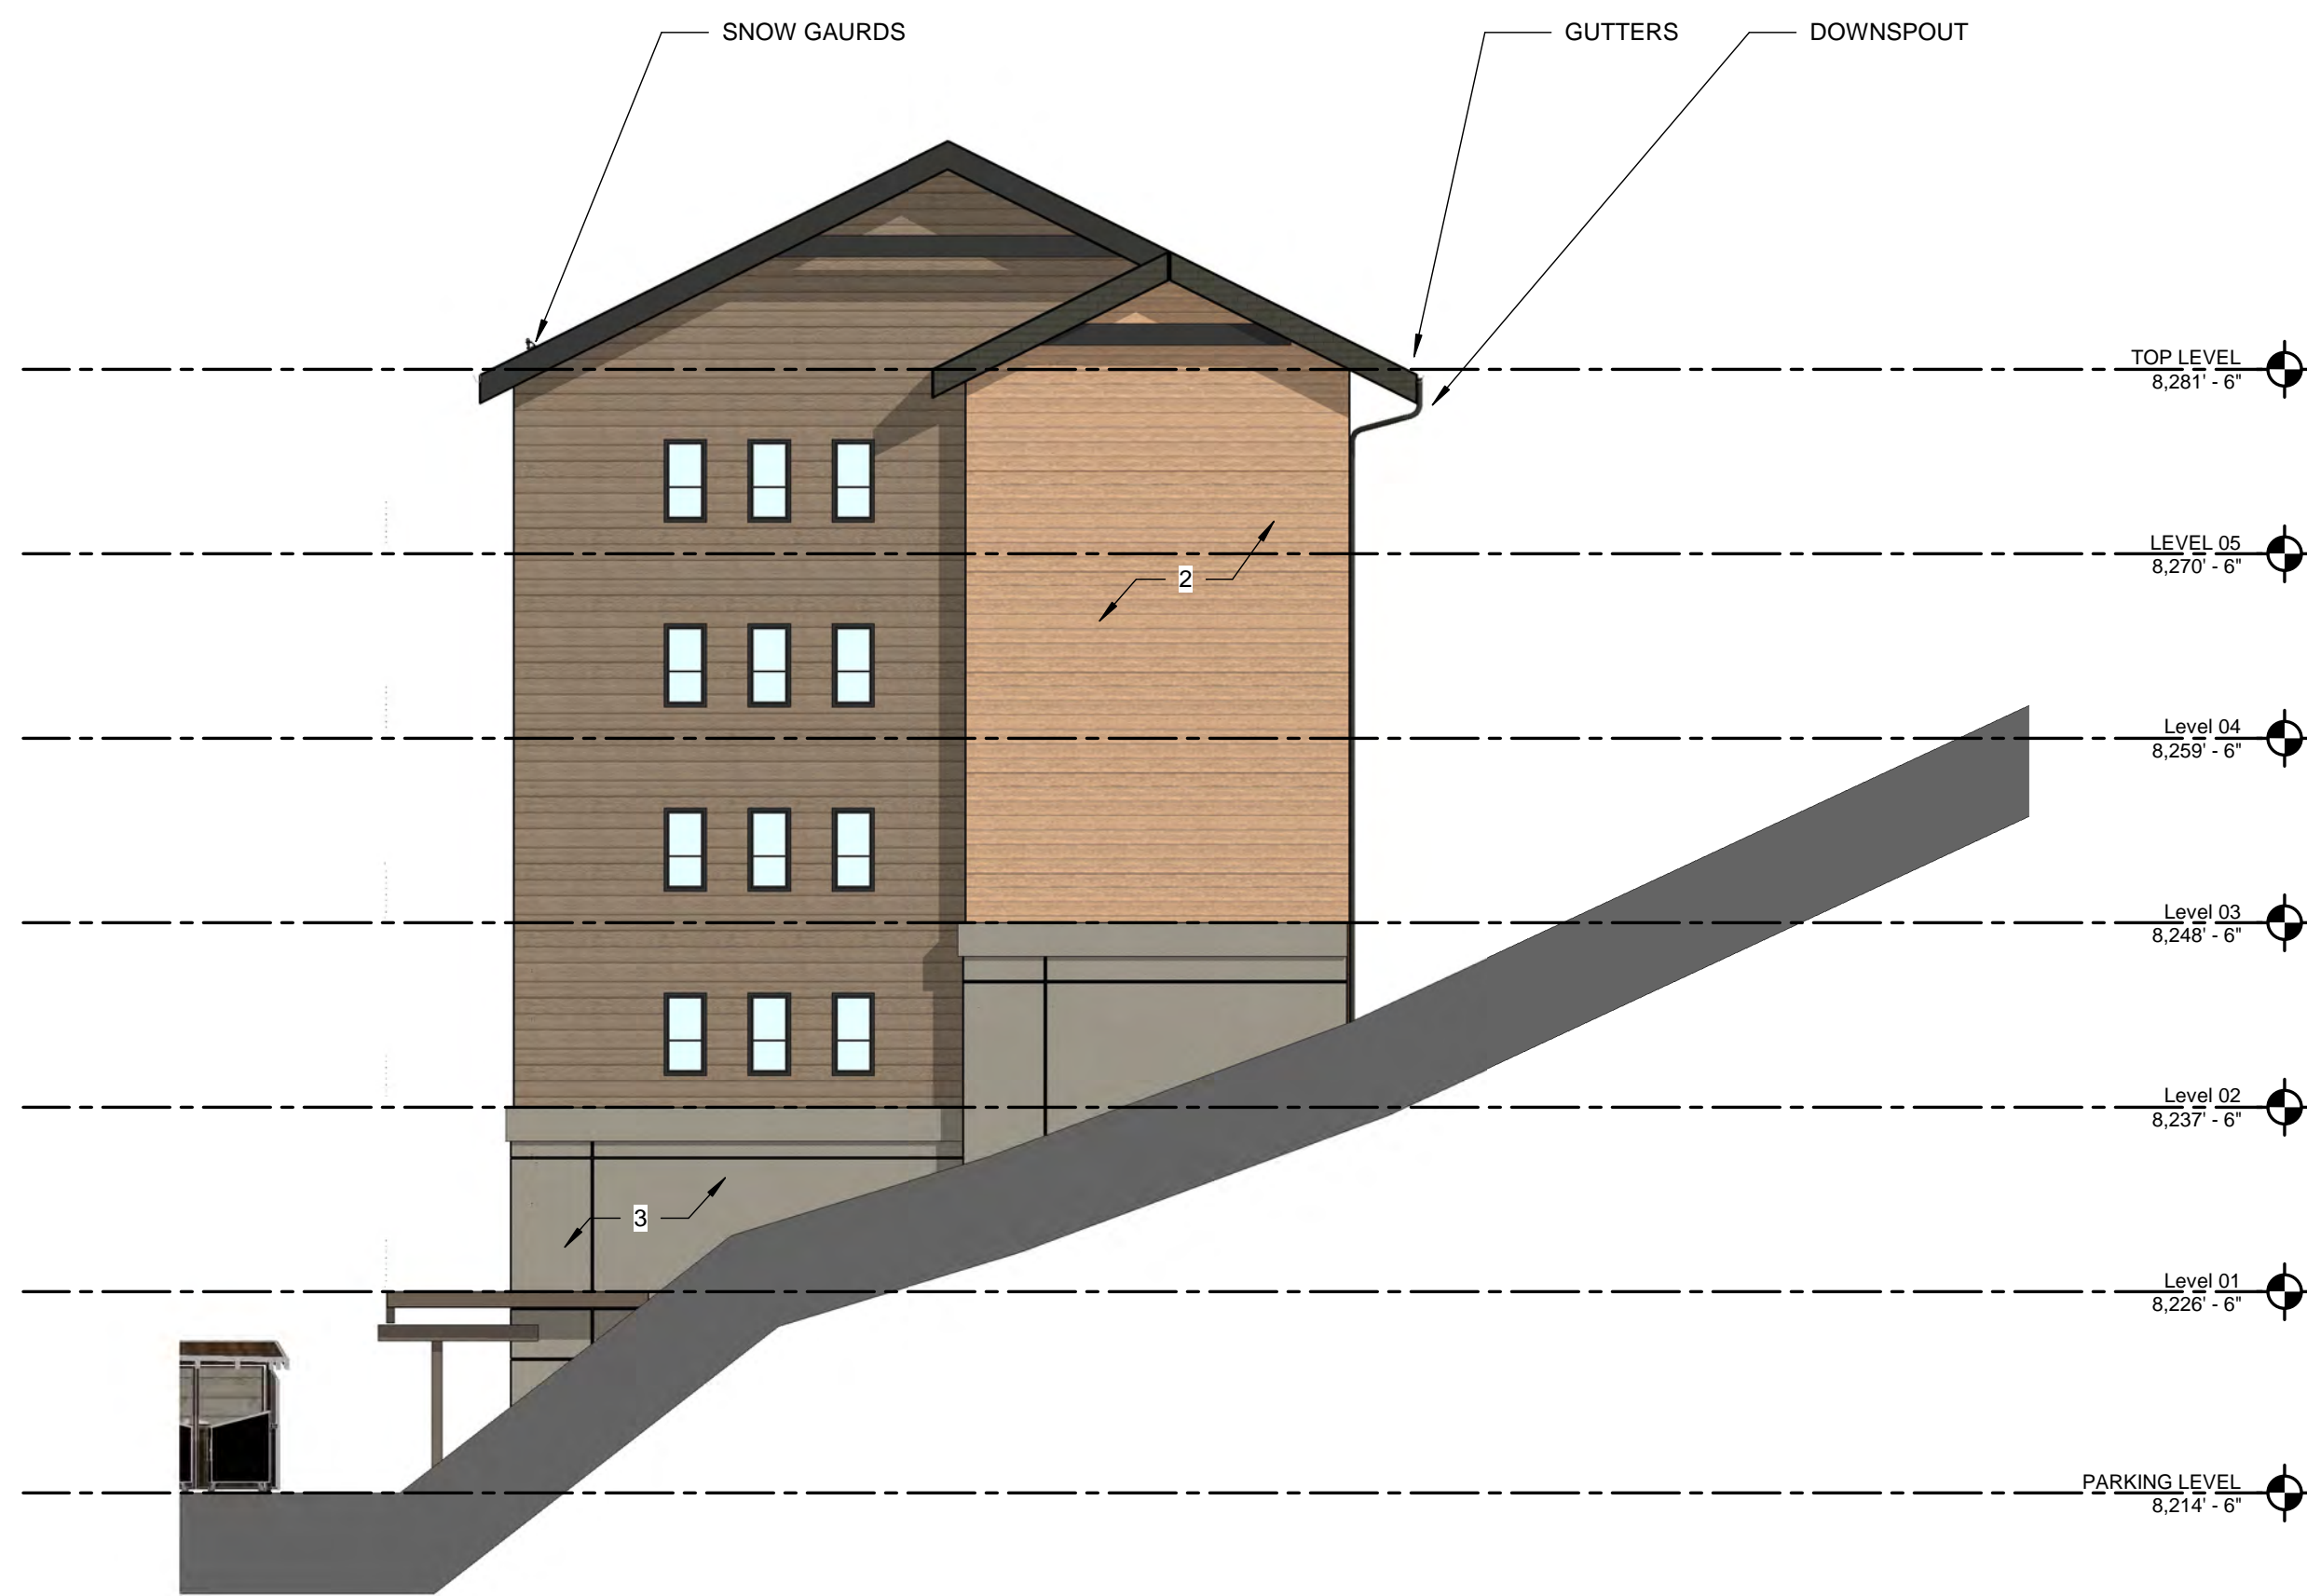 SNOW GAURDS
GUTTERS
DOWNSPOUT
TOP LEVEL
8,281' - 6"
LEVEL 05
8,270' - 6"
2
Level 04
8,259' - 6"
Level 03
8,248' - 6"
Level 02
8,237' - 6"
3
Level 01
8,226' - 6"
PARKING LEVEL
8,214' - 6"